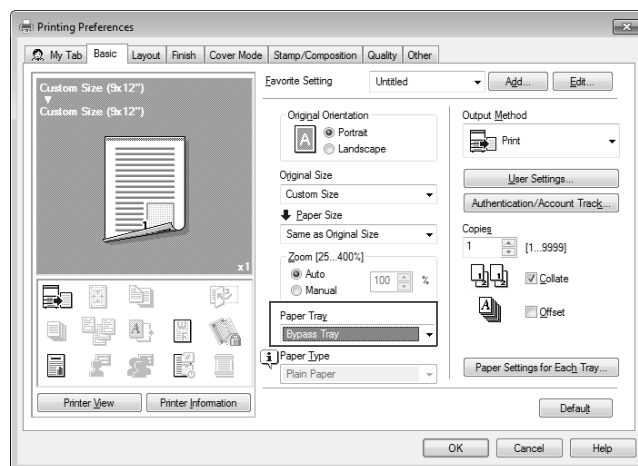 Printing Preferences
My Tab Basic Layout Finish Cover Mode Stamp/Composition Quality Other
Custom Size (9x12")
Custom Size (9x12")
x1
Printer View Printer Information
Favorite Setting Untitled Add... Edit...
Original Orientation
A
Portrait
Landscape
Original Size
Custom Size
Paper Size
Same as Original Size
Zoom [25...400%]
Auto
Manual
100 %
Paper Tray
Bypass Tray
Paper Type
Plain Paper
Output Method
Print
User Settings...
Authentication/Account Track...
Copies
1 [1...9999]
Collate
Offset
Paper Settings for Each Tray...
Default
OK Cancel Help